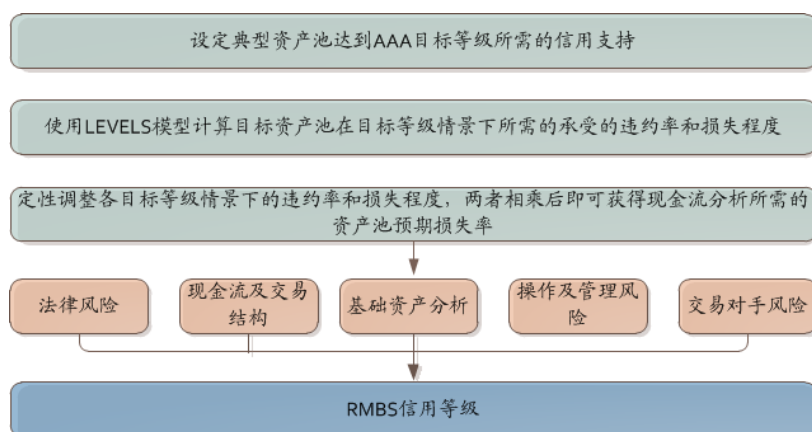 设定典型资产池达到AAA目标等级所需的信用支持
使用LEVELS模型计算目标资产池在目标等级情景下所需的承受的违约率和损失程度
定性调整各目标等级情景下的违约率和损失程度，两者相乘后即可获得现金流分析所需的
资产池预期损失率
法律风险
现金流及交易
结构
基础资产分析
操作及管理风
险
交易对手风险
RMBS信用等级